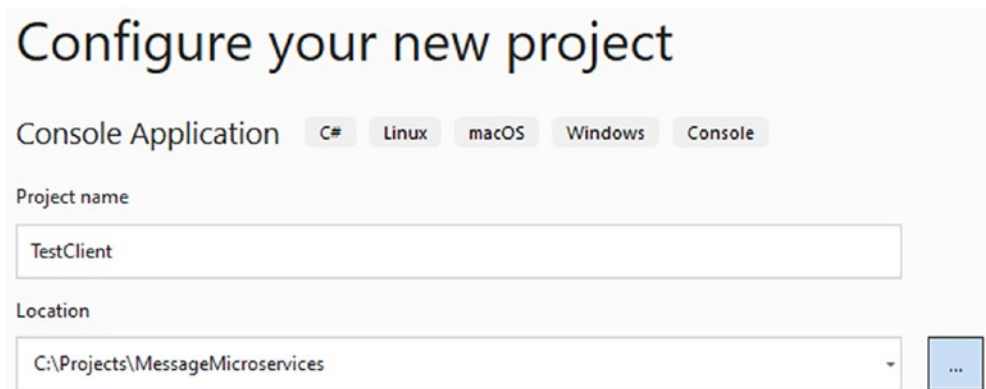 Configure your new project
Console Application C# Linux macOS Windows Console
Project name
TestClient
Location
C:\Projects\MessageMicroservices ...